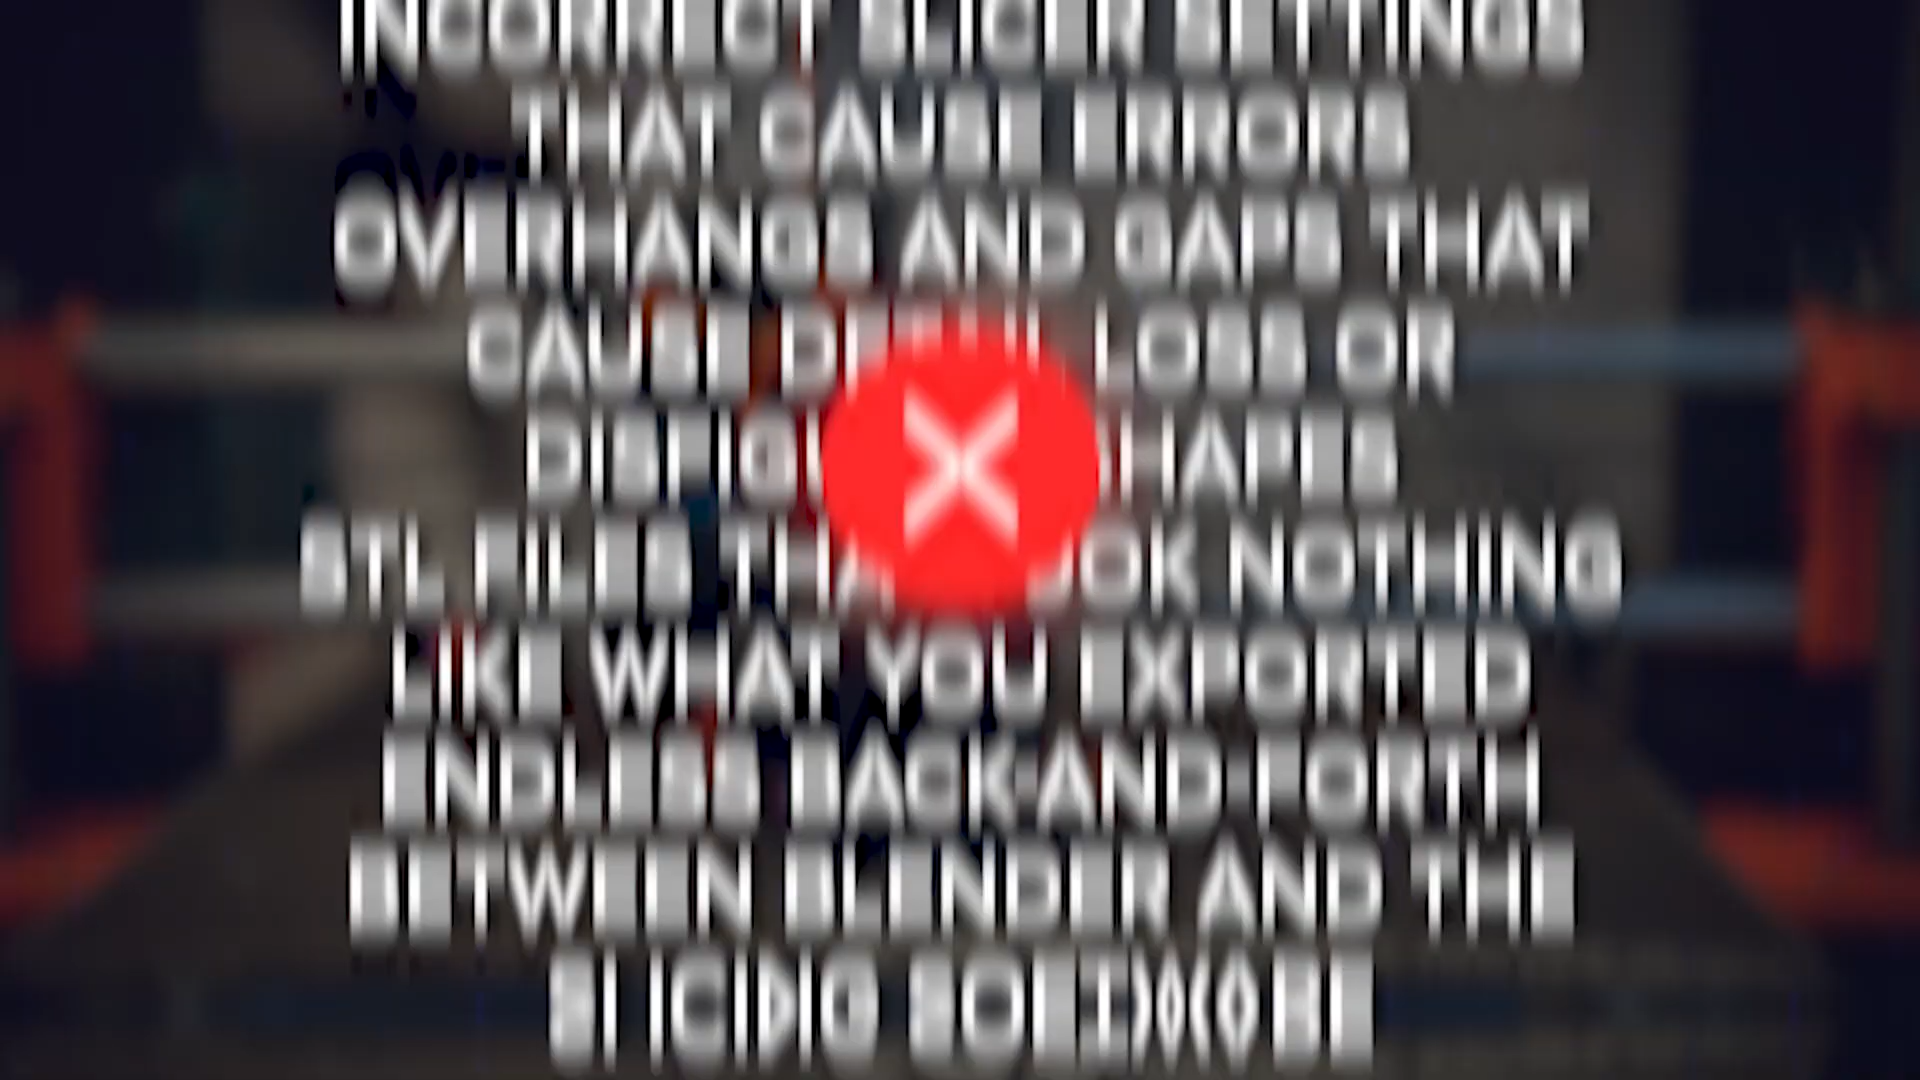 INCORRECT SLICER SETTINGS
THAT CAUSE ERRORS
OVERHANGS AND GAPS THAT
CAUSE LOSS OR
STL FILES NOTHING
LIKE WHAT YOU EXPORTED
ENDLESS BACK-AND-FORTH
BETWEEN BLENDER AND THE